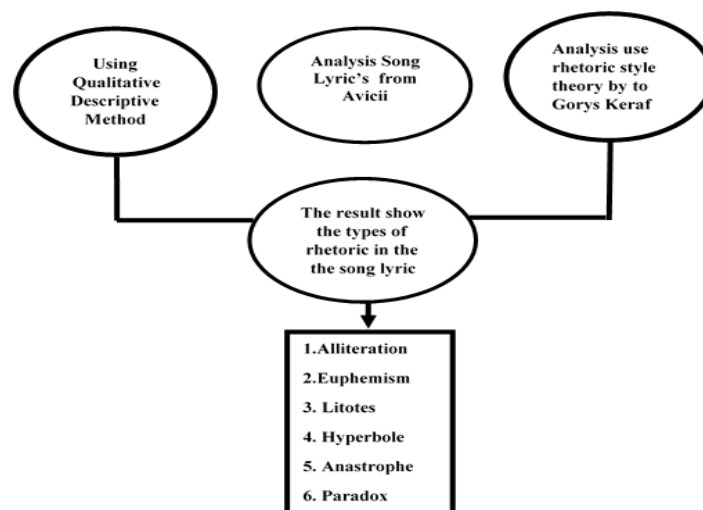 Using
Qualitative
Descriptive
Method
Analysis Song
Lyric's from
Avicii
Analysis use
rhetoric style
theory by to
Gorys Keraf
The result show
the types of
rhetoric in the
the song lyric
1.Alliteration
2.Euphemism
3. Litotes
4. Hyperbole
5. Anastrophe
6. Paradox